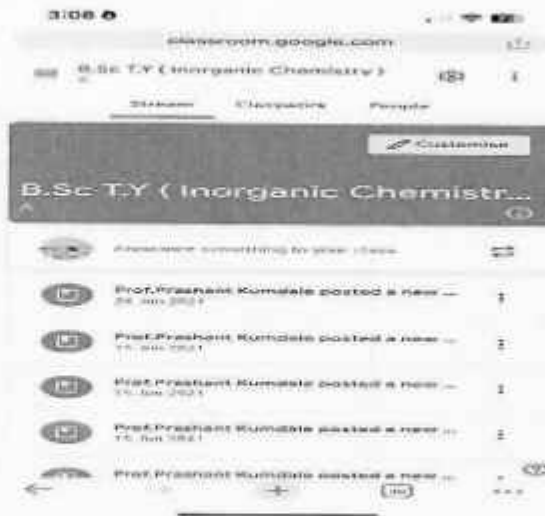 3:08
classroom.google.com
B.Sc T.Y ( Inorganic Chemistry )
A
Stream Classwork People
Customise
B.Sc T.Y ( Inorganic Chemistr...
A
Announce something to your class
Prof.Prashant Kumdale posted a new ...
Prof.Prashant Kumdale posted a new ...
Prof.Prashant Kumdale posted a new ...
Prof.Prashant Kumdale posted a new ...
Prof.Prashant Kumdale posted a new ...